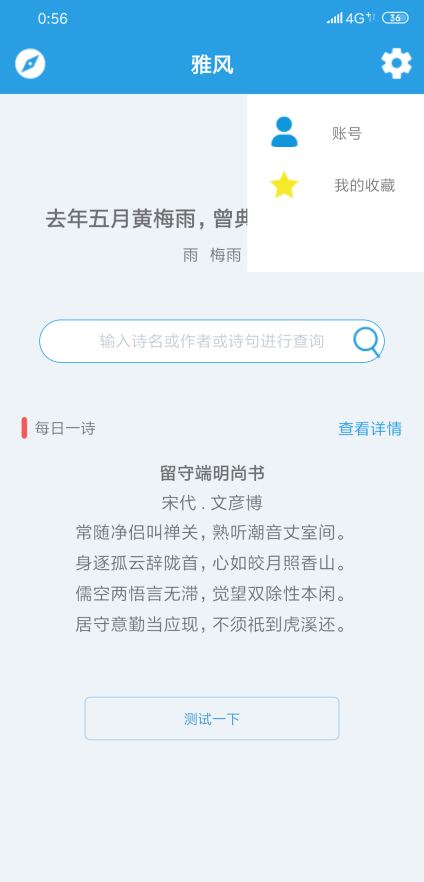 0:56
4G
36
雅风
账号
我的收藏
去年五月黄梅雨，曾典
雨 梅雨
输入诗名或作者或诗句进行查询
每日一诗
查看详情
留守端明尚书
宋代 . 文彦博
常随净侣叫禅关，熟听潮音丈室间。
身逐孤云辞陇首，心如皎月照香山。
儒空两悟言无滞，觉望双除性本闲。
居守意勤当应现，不须祇到虎溪还。
测试一下